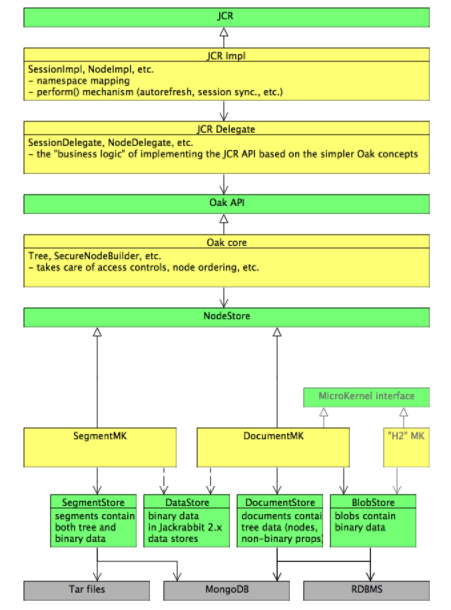 JCR
JCR Impl
SessionImpl, NodeImpl, etc.
- namespace mapping
- perform() mechanism (autorefresh, session sync., etc.)
JCR Delegate
SessionDelegate, NodeDelegate, etc.
- the "business logic" of implementing the JCR API based on the simpler Oak concepts
Oak API
Oak core
Tree, SecureNodeBuilder, etc.
- takes care of access controls, node ordering, etc.
NodeStore
MicroKernel interface
SegmentMK
DocumentMK
"H2" MK
SegmentStore
segments contain
both tree and
binary data
DataStore
binary data
in Jackrabbit 2.x
data stores
DocumentStore
documents contai
tree data (nodes,
non-binary props)
BlobStore
blobs contain
binary data
Tar files
MongoDB
RDBMS